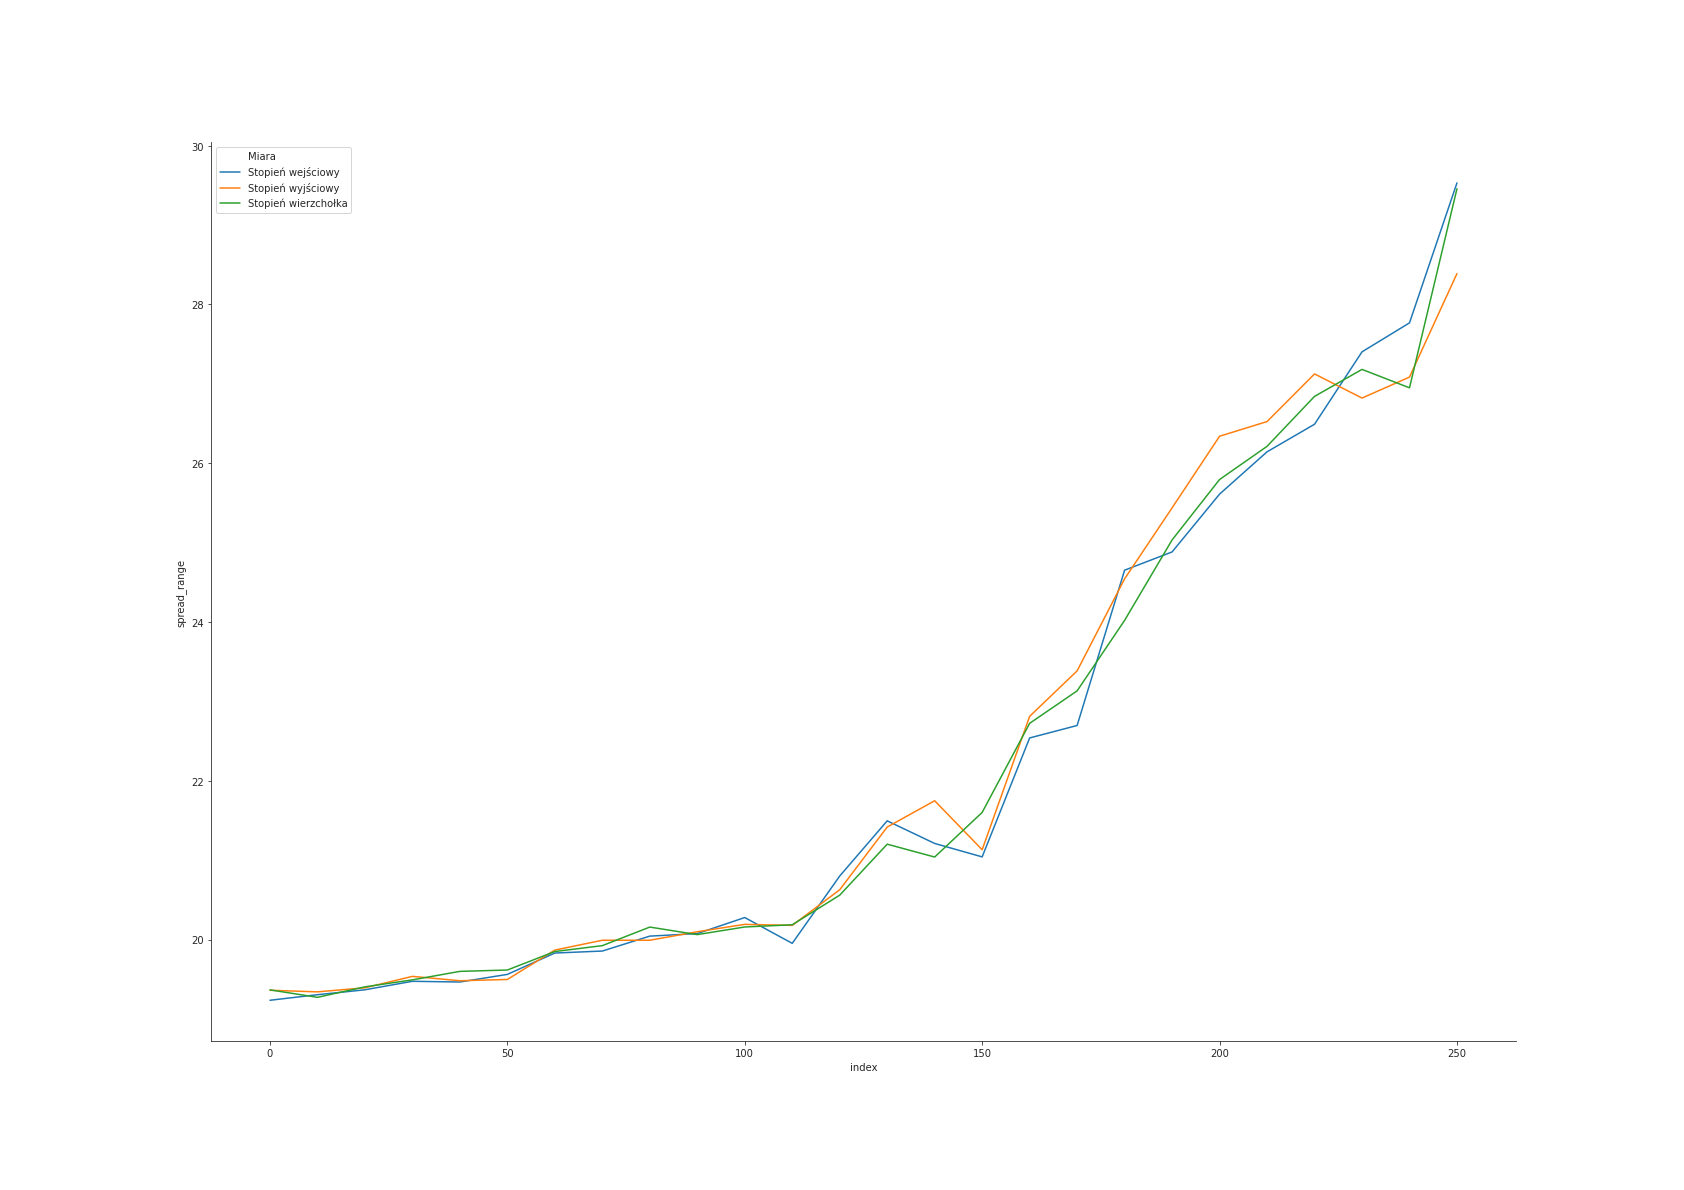 30
Miara
Stopień wejściowy
Stopień wyjściowy
Stopień wierzchołka
28
26
spread_range
24
22
20
0 50 100 150 200 250
index